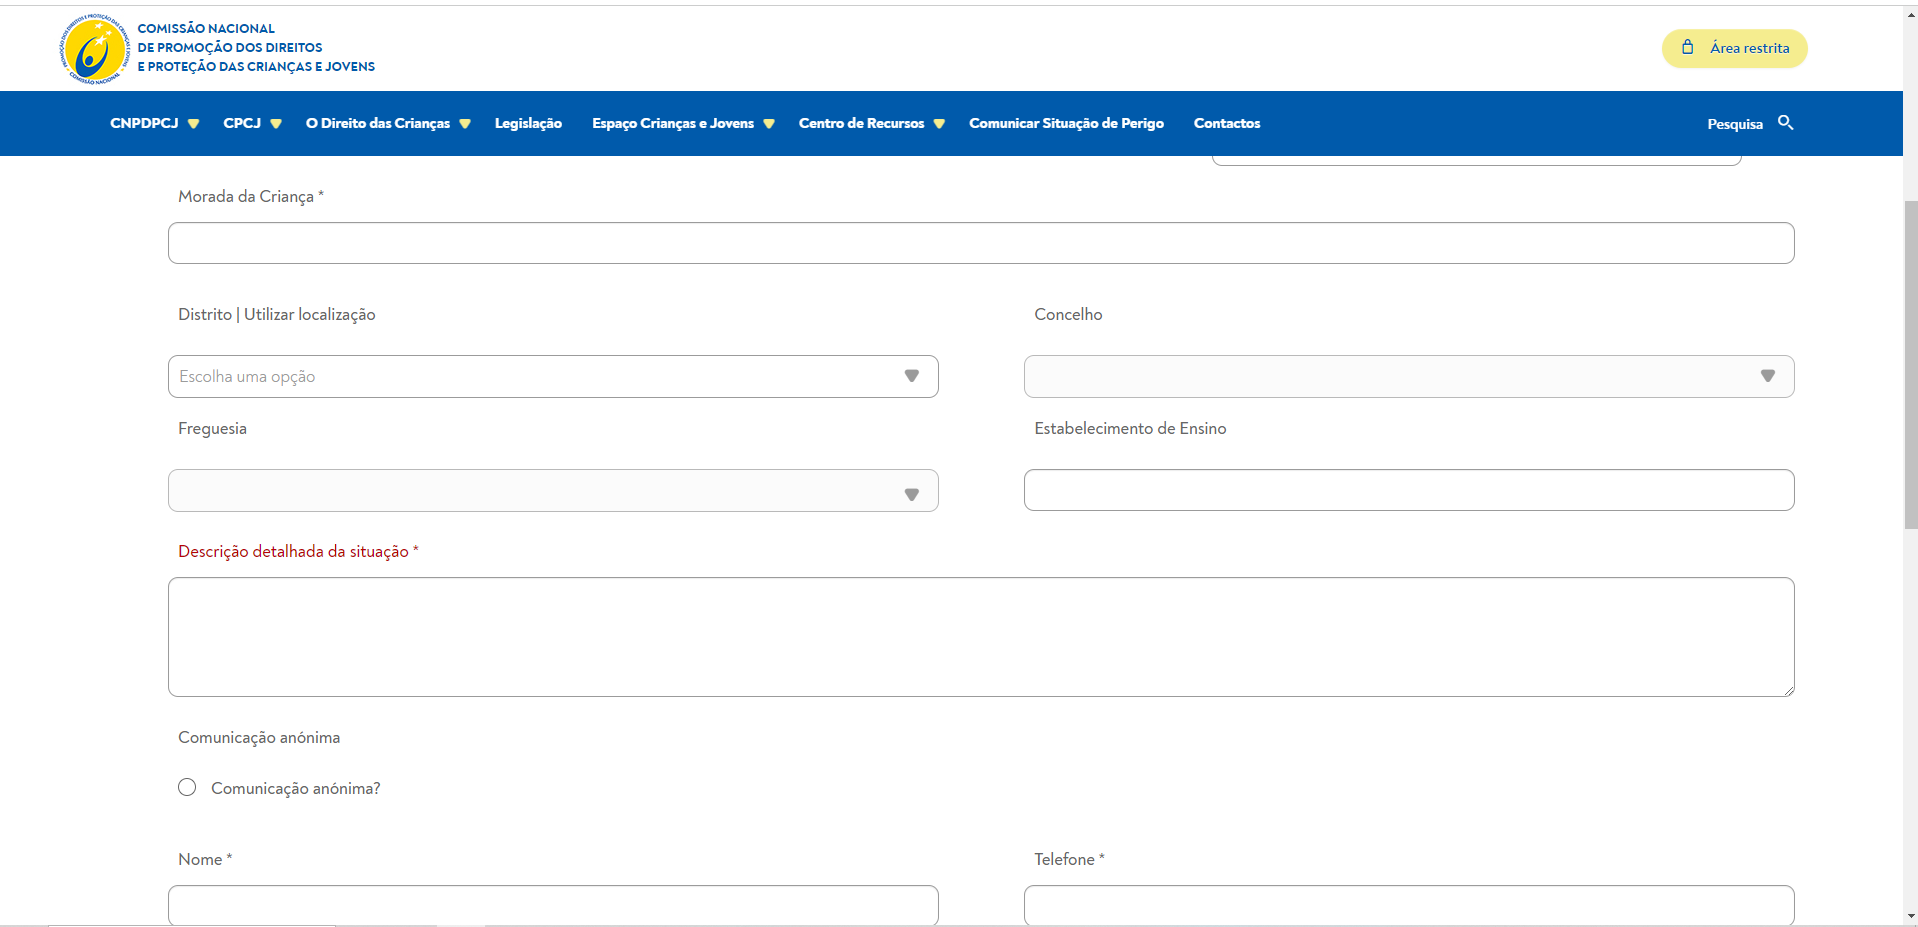 COMISSÃO NACIONAL
DE PROMOÇÃO DOS DIREITOS
E PROTEÇÃO DAS CRIANÇAS E JOVENS
Área restrita
CNPDPCJ CPCJ O Direito das Crianças Legislação Espaço Crianças e Jovens Centro de Recursos Comunicar Situação de Perigo Contactos Pesquisa
Morada da Criança *
Distrito | Utilizar localização Concelho
Escolha uma opção
Freguesia Estabelecimento de Ensino
Descrição detalhada da situação *
Comunicação anónima
Comunicação anónima?
Nome * Telefone *